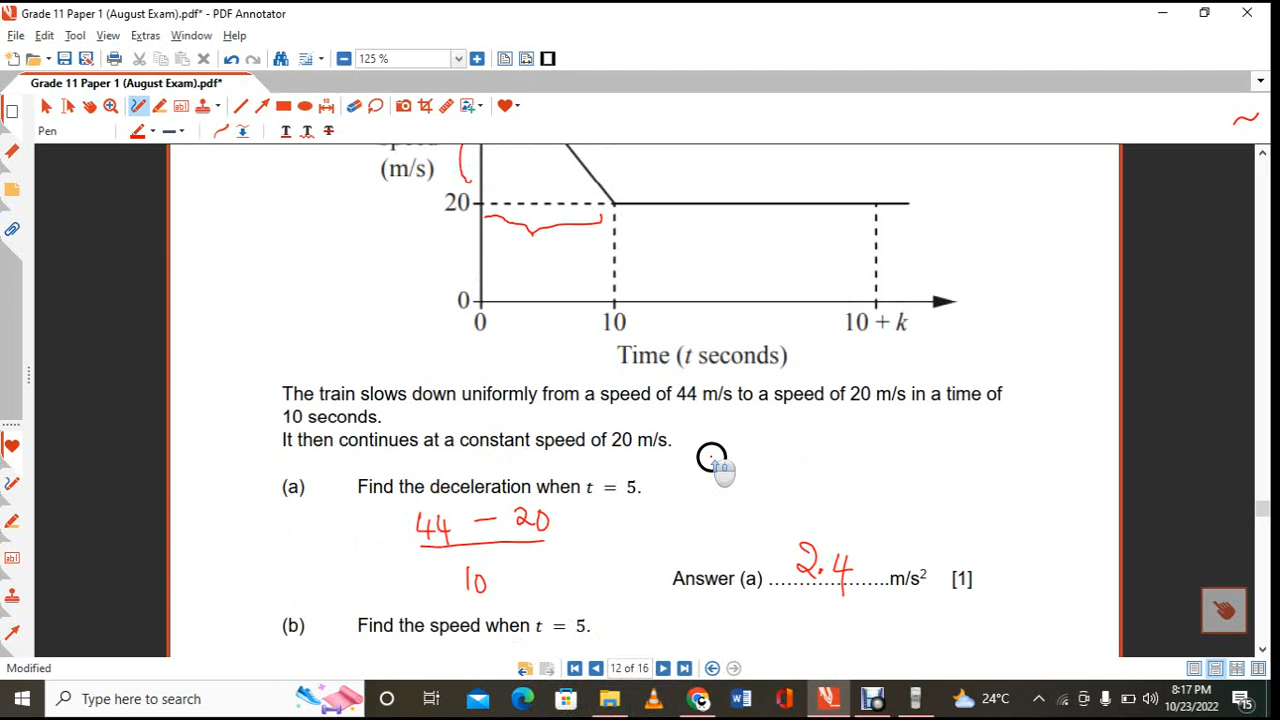 Grade 11 Paper 1 (August Exam).pdf* - PDF Annotator
File Edit Tool View Extras Window Help
125 %
Grade 11 Paper 1 (August Exam).pdf*
Pen
(m/s)
20
0
0 10 10 + k
Time (t seconds)
The train slows down uniformly from a speed of 44 m/s to a speed of 20 m/s in a time of
10 seconds.
It then continues at a constant speed of 20 m/s.
(a) Find the deceleration when t = 5.
44 - 20
10
2.4
Answer (a) ………………….m/s² [1]
(b) Find the speed when t = 5.
Modified 12 of 16
Type here to search
24°C
8:17 PM
10/23/2022
15